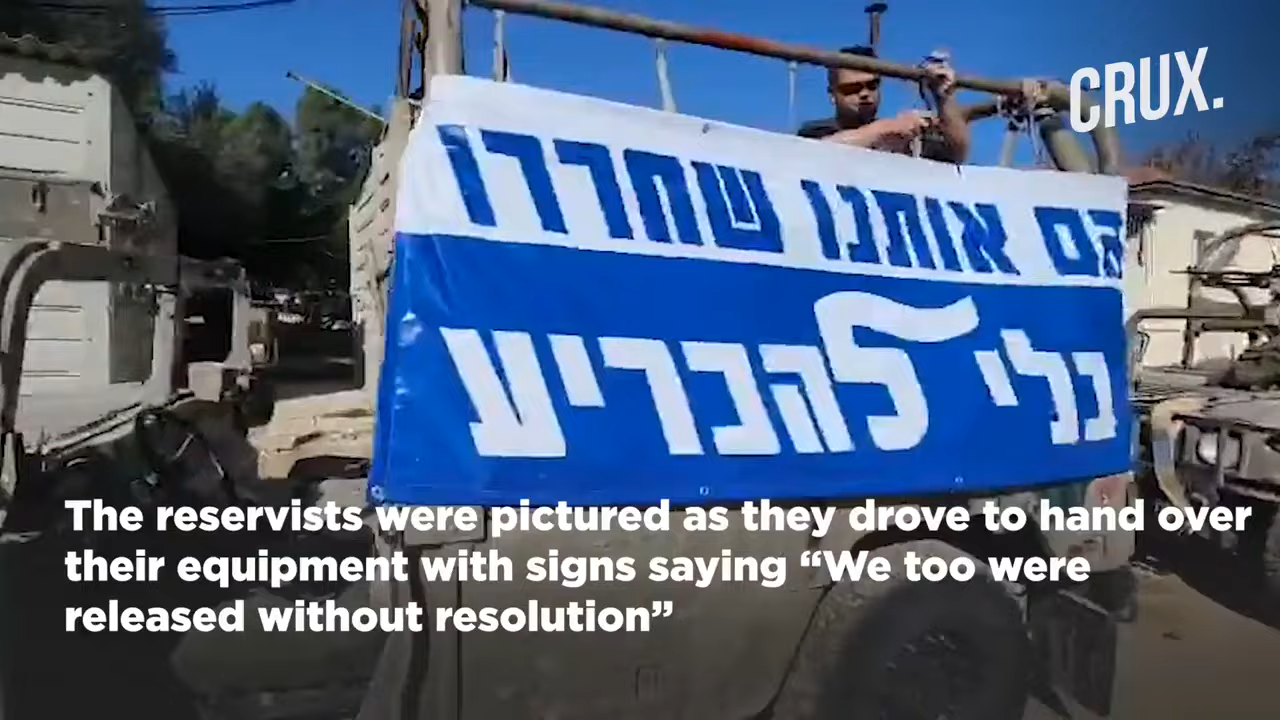 CRUX.
גם אותנו שחררו
בלי להכריע
The reservists were pictured as they drove to hand over
their equipment with signs saying “We too were
released without resolution”